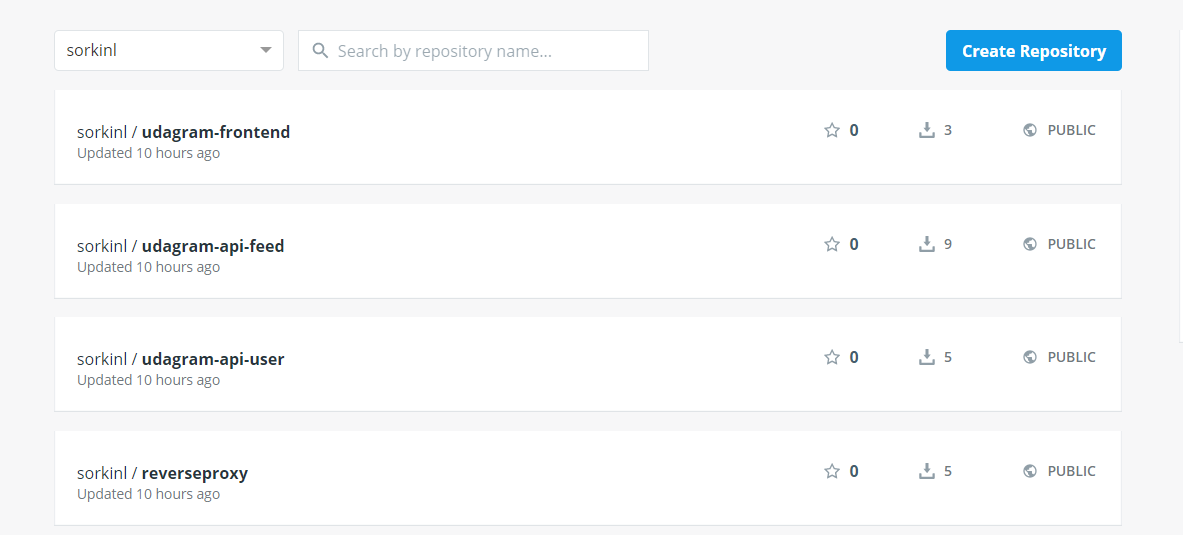 sorkinl Search by repository name... Create Repository
sorkinl / udagram-frontend 0 3 PUBLIC
Updated 10 hours ago
sorkinl / udagram-api-feed 0 9 PUBLIC
Updated 10 hours ago
sorkinl / udagram-api-user 0 5 PUBLIC
Updated 10 hours ago
sorkinl / reverseproxy 0 5 PUBLIC
Updated 10 hours ago